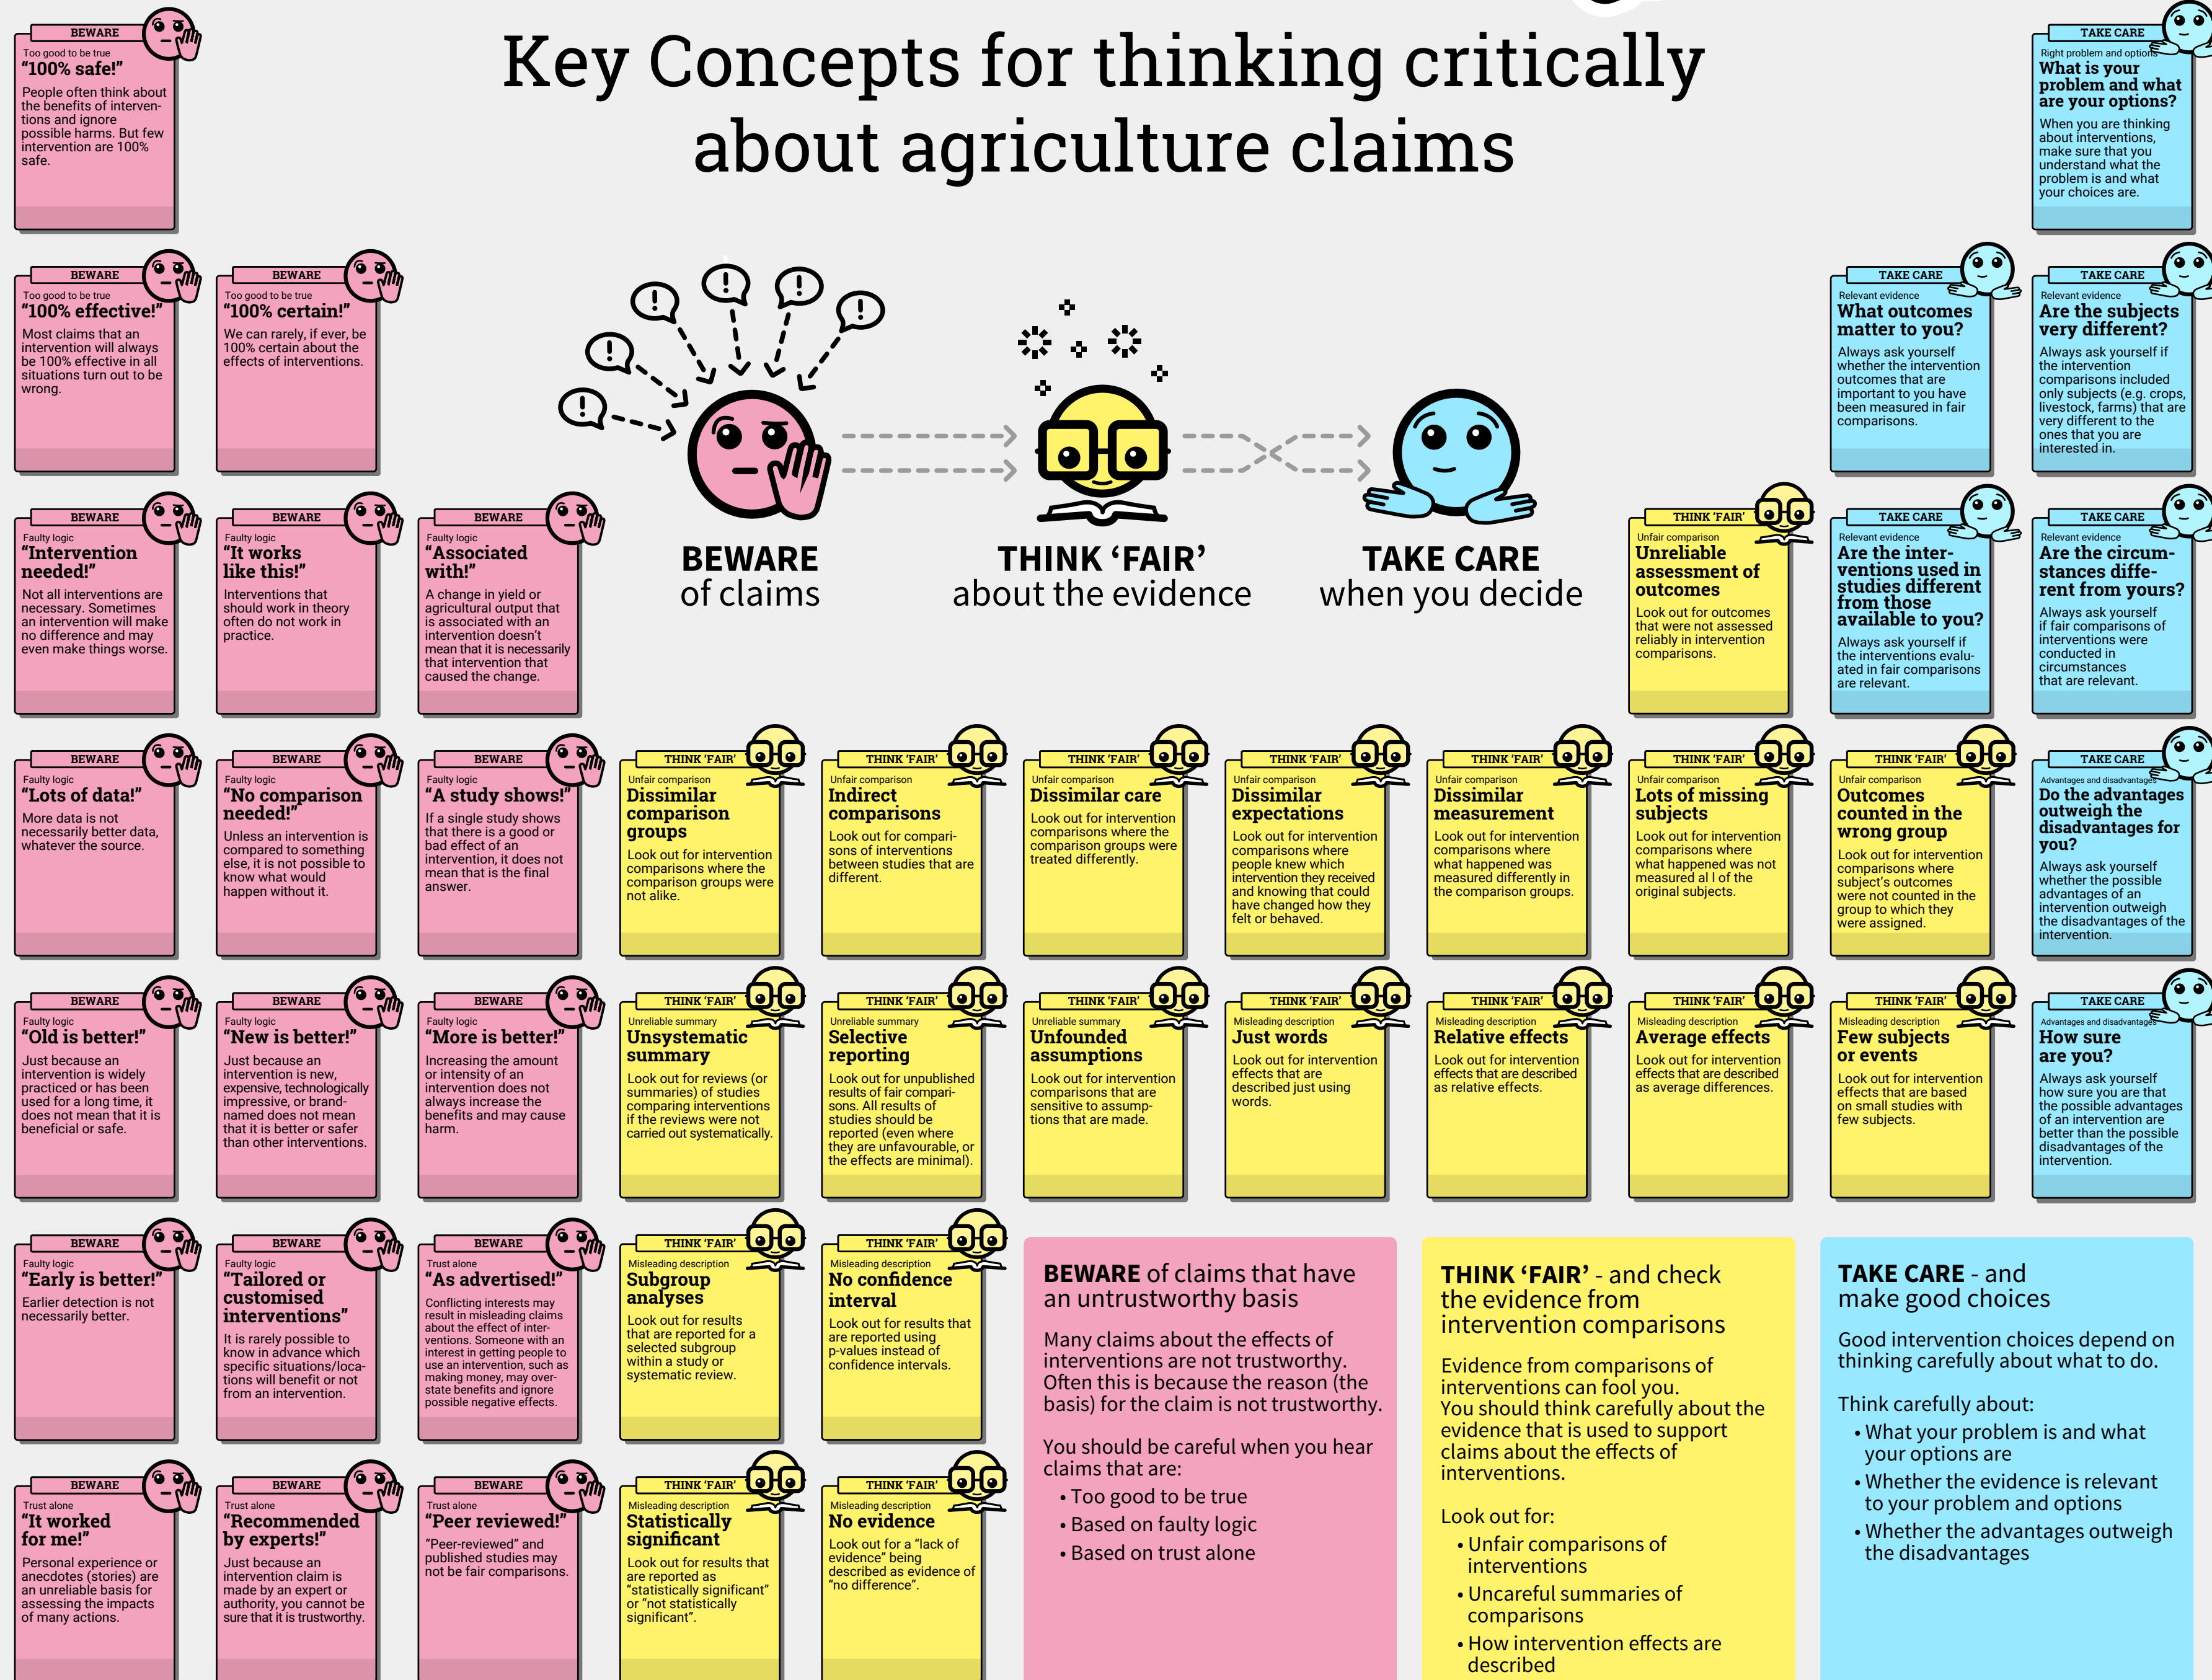 Key Concepts for thinking critically
about agriculture claims
BEWARE
Too good to be true
“100% safe!”
People often think about
the benefits of interven-
tions and ignore
possible harms. But few
intervention are 100%
safe.
TAKE CARE
Right problem and options
What is your
problem and what
are your options?
When you are thinking
about interventions,
make sure that you
understand what the
problem is and what
your choices are.
BEWARE
Too good to be true
“100% effective!”
Most claims that an
intervention will always
be 100% effective in all
situations turn out to be
wrong.
BEWARE
Too good to be true
“100% certain!”
We can rarely, if ever, be
100% certain about the
effects of interventions.
TAKE CARE
Relevant evidence
What outcomes
matter to you?
Always ask yourself
whether the intervention
outcomes that are
important to you have
been measured in fair
comparisons.
TAKE CARE
Relevant evidence
Are the subjects
very different?
Always ask yourself if
the intervention
comparisons included
only subjects (e.g. crops,
livestock, farms) that are
very different to the
ones that you are
interested in.
BEWARE
of claims
THINK ‘FAIR’
about the evidence
TAKE CARE
when you decide
BEWARE
Faulty logic
“Intervention
needed!”
Not all interventions are
necessary. Sometimes
an intervention will make
no difference and may
even make things worse.
BEWARE
Faulty logic
“It works
like this!”
Interventions that
should work in theory
often do not work in
practice.
BEWARE
Faulty logic
“Associated
with!”
A change in yield or
agricultural output that
is associated with an
intervention doesn’t
mean that it is necessarily
that intervention that
caused the change.
THINK ‘FAIR’
Unfair comparison
Unreliable
assessment of
outcomes
Look out for outcomes
that were not assessed
reliably in intervention
comparisons.
TAKE CARE
Relevant evidence
Are the inter-
ventions used in
studies different
from those
available to you?
Always ask yourself if
the interventions evalu-
ated in fair comparisons
are relevant.
TAKE CARE
Relevant evidence
Are the circum-
stances diffe-
rent from yours?
Always ask yourself
if fair comparisons of
interventions were
conducted in
circumstances
that are relevant.
BEWARE
Faulty logic
“Lots of data!”
More data is not
necessarily better data,
whatever the source.
BEWARE
Faulty logic
“No comparison
needed!”
Unless an intervention is
compared to something
else, it is not possible to
know what would
happen without it.
BEWARE
Faulty logic
“A study shows!”
If a single study shows
that there is a good or
bad effect of an
intervention, it does not
mean that is the final
answer.
THINK ‘FAIR’
Unfair comparison
Dissimilar
comparison
groups
Look out for intervention
comparisons where the
comparison groups were
not alike.
THINK ‘FAIR’
Unfair comparison
Indirect
comparisons
Look out for compari-
sons of interventions
between studies that are
different.
THINK ‘FAIR’
Unfair comparison
Dissimilar care
Look out for intervention
comparisons where the
comparison groups were
treated differently.
THINK ‘FAIR’
Unfair comparison
Dissimilar
expectations
Look out for intervention
comparisons where
people knew which
intervention they received
and knowing that could
have changed how they
felt or behaved.
THINK ‘FAIR’
Unfair comparison
Dissimilar
measurement
Look out for intervention
comparisons where
what happened was
measured differently in
the comparison groups.
THINK ‘FAIR’
Unfair comparison
Lots of missing
subjects
Look out for intervention
comparisons where
what happened was not
measured al l of the
original subjects.
THINK ‘FAIR’
Unfair comparison
Outcomes
counted in the
wrong group
Look out for intervention
comparisons where
subject’s outcomes
were not counted in the
group to which they
were assigned.
TAKE CARE
Advantages and disadvantages
Do the advantages
outweigh the
disadvantages for
you?
Always ask yourself
whether the possible
advantages of an
intervention outweigh
the disadvantages of the
intervention.
BEWARE
Faulty logic
“Old is better!”
Just because an
intervention is widely
practiced or has been
used for a long time, it
does not mean that it is
beneficial or safe.
BEWARE
Faulty logic
“New is better!”
Just because an
intervention is new,
expensive, technologically
impressive, or brand-
named does not mean
that it is better or safer
than other interventions.
BEWARE
Faulty logic
“More is better!”
Increasing the amount
or intensity of an
intervention does not
always increase the
benefits and may cause
harm.
THINK ‘FAIR’
Unreliable summary
Unsystematic
summary
Look out for reviews (or
summaries) of studies
comparing interventions
if the reviews were not
carried out systematically.
THINK ‘FAIR’
Unreliable summary
Selective
reporting
Look out for unpublished
results of fair compari-
sons. All results of
studies should be
reported (even where
they are unfavourable, or
the effects are minimal).
THINK ‘FAIR’
Unreliable summary
Unfounded
assumptions
Look out for intervention
comparisons that are
sensitive to assump-
tions that are made.
THINK ‘FAIR’
Misleading description
Just words
Look out for intervention
effects that are
described just using
words.
THINK ‘FAIR’
Misleading description
Relative effects
Look out for intervention
effects that are described
as relative effects.
THINK ‘FAIR’
Misleading description
Average effects
Look out for intervention
effects that are described
as average differences.
THINK ‘FAIR’
Misleading description
Few subjects
or events
Look out for intervention
effects that are based
on small studies with
few subjects.
TAKE CARE
Advantages and disadvantages
How sure
are you?
Always ask yourself
how sure you are that
the possible advantages
of an intervention are
better than the possible
disadvantages of the
intervention.
BEWARE
Faulty logic
“Early is better!”
Earlier detection is not
necessarily better.
BEWARE
Faulty logic
“Tailored or
customised
interventions”
It is rarely possible to
know in advance which
specific situations/loca-
tions will benefit or not
from an intervention.
BEWARE
Trust alone
“As advertised!”
Conflicting interests may
result in misleading claims
about the effect of inter-
ventions. Someone with an
interest in getting people to
use an intervention, such as
making money, may over-
state benefits and ignore
possible negative effects.
THINK ‘FAIR’
Misleading description
Subgroup
analyses
Look out for results
that are reported for a
selected subgroup
within a study or
systematic review.
THINK ‘FAIR’
Misleading description
No confidence
interval
Look out for results that
are reported using
p-values instead of
confidence intervals.
BEWARE
Trust alone
“It worked
for me!”
Personal experience or
anecdotes (stories) are
an unreliable basis for
assessing the impacts
of many actions.
BEWARE
Trust alone
“Recommended
by experts!”
Just because an
intervention claim is
made by an expert or
authority, you cannot be
sure that it is trustworthy.
BEWARE
Trust alone
“Peer reviewed!”
“Peer-reviewed” and
published studies may
not be fair comparisons.
THINK ‘FAIR’
Misleading description
Statistically
significant
Look out for results that
are reported as
“statistically significant”
or “not statistically
significant”.
THINK ‘FAIR’
Misleading description
No evidence
Look out for a “lack of
evidence” being
described as evidence of
“no difference”.
BEWARE of claims that have
an untrustworthy basis
Many claims about the effects of
interventions are not trustworthy.
Often this is because the reason (the
basis) for the claim is not trustworthy.
You should be careful when you hear
claims that are:
• Too good to be true
• Based on faulty logic
• Based on trust alone
THINK ‘FAIR’ - and check
the evidence from
intervention comparisons
Evidence from comparisons of
interventions can fool you.
You should think carefully about the
evidence that is used to support
claims about the effects of
interventions.
Look out for:
• Unfair comparisons of
interventions
• Uncareful summaries of
comparisons
• How intervention effects are
described
TAKE CARE - and
make good choices
Good intervention choices depend on
thinking carefully about what to do.
Think carefully about:
• What your problem is and what
your options are
• Whether the evidence is relevant
to your problem and options
• Whether the advantages outweigh
the disadvantages